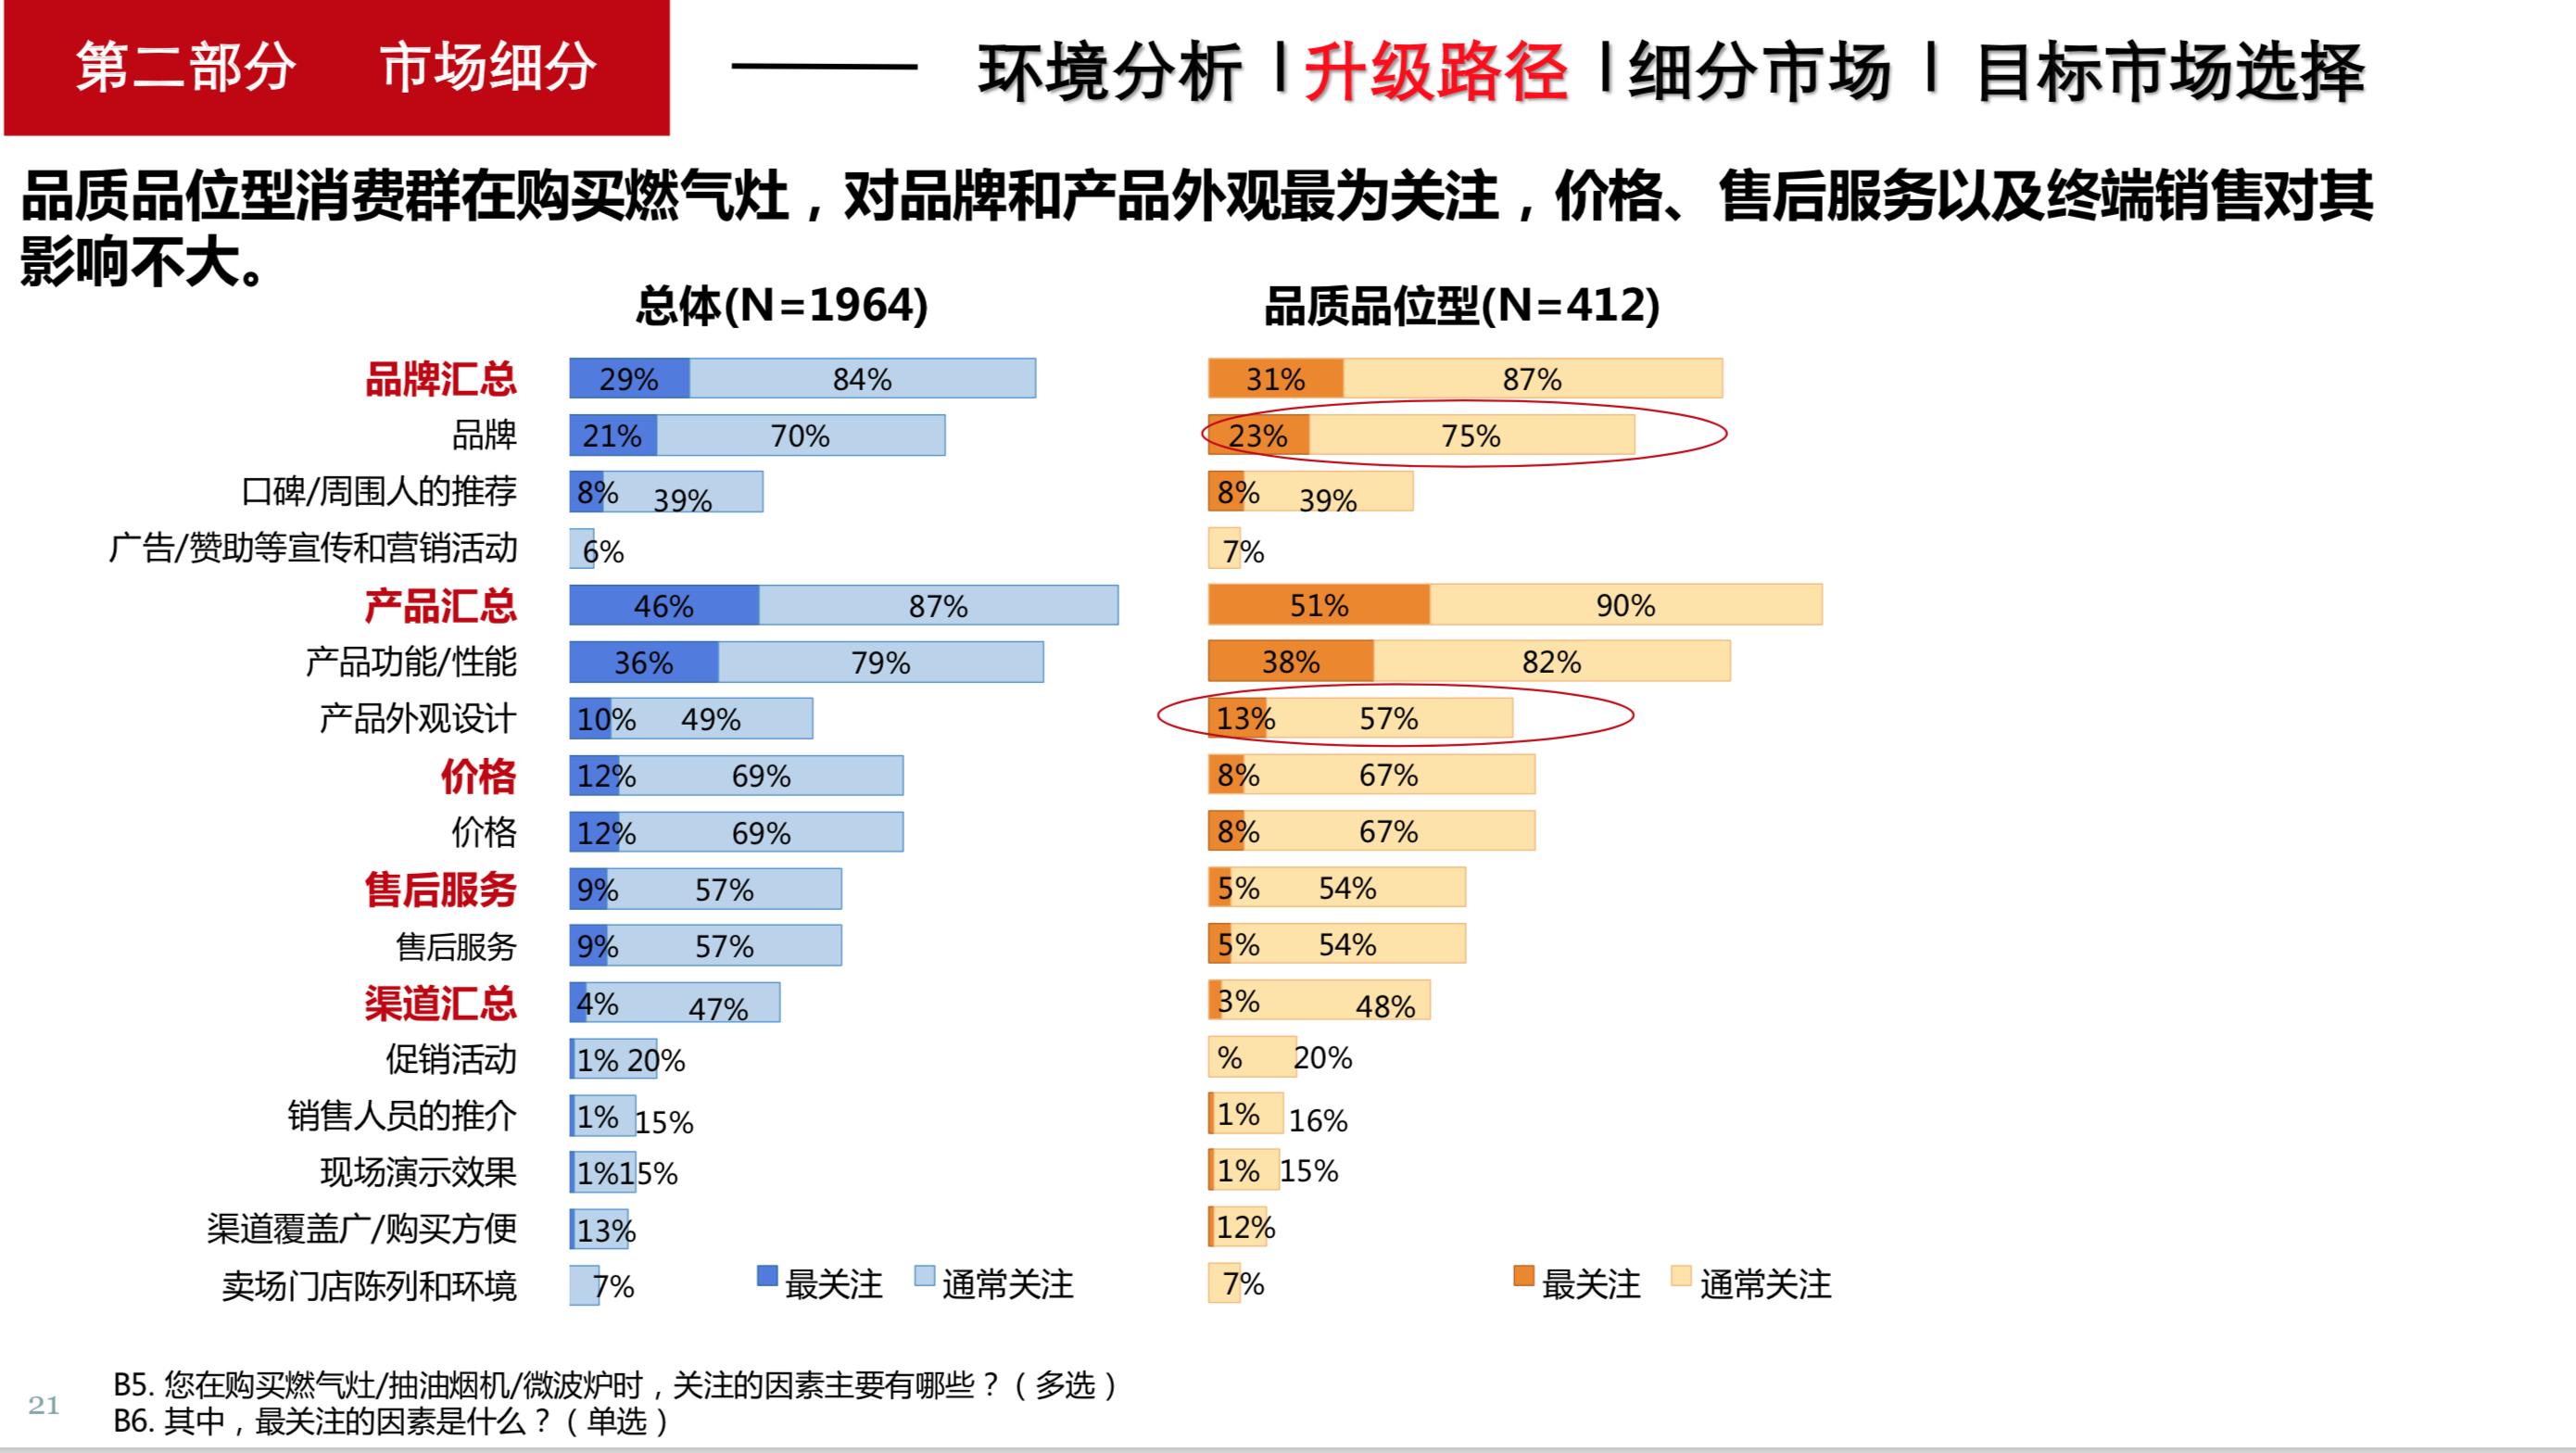 第二部分 市场细分
环境分析 | 升级路径 | 细分市场 | 目标市场选择
品质品位型消费群在购买燃气灶，对品牌和产品外观最为关注，价格、售后服务以及终端销售对其
影响不大。
总体(N=1964) 品质品位型(N=412)
品牌汇总 29% 84% 31% 87%
品牌 21% 70% 23% 75%
口碑/周围人的推荐 8% 39% 8% 39%
广告/赞助等宣传和营销活动 6% 7%
产品汇总 46% 87% 51% 90%
产品功能/性能 36% 79% 38% 82%
产品外观设计 10% 49% 13% 57%
价格 12% 69% 8% 67%
价格 12% 69% 8% 67%
售后服务 9% 57% 5% 54%
售后服务 9% 57% 5% 54%
渠道汇总 4% 47% 3% 48%
促销活动 1% 20% % 20%
销售人员的推介 1% 15% 1% 16%
现场演示效果 1% 15% 1% 15%
渠道覆盖广/购买方便 13% 12%
卖场门店陈列和环境 7% 7%
最关注 通常关注 最关注 通常关注
B5. 您在购买燃气灶/抽油烟机/微波炉时，关注的因素主要有哪些？（多选）
B6. 其中，最关注的因素是什么？（单选）
21